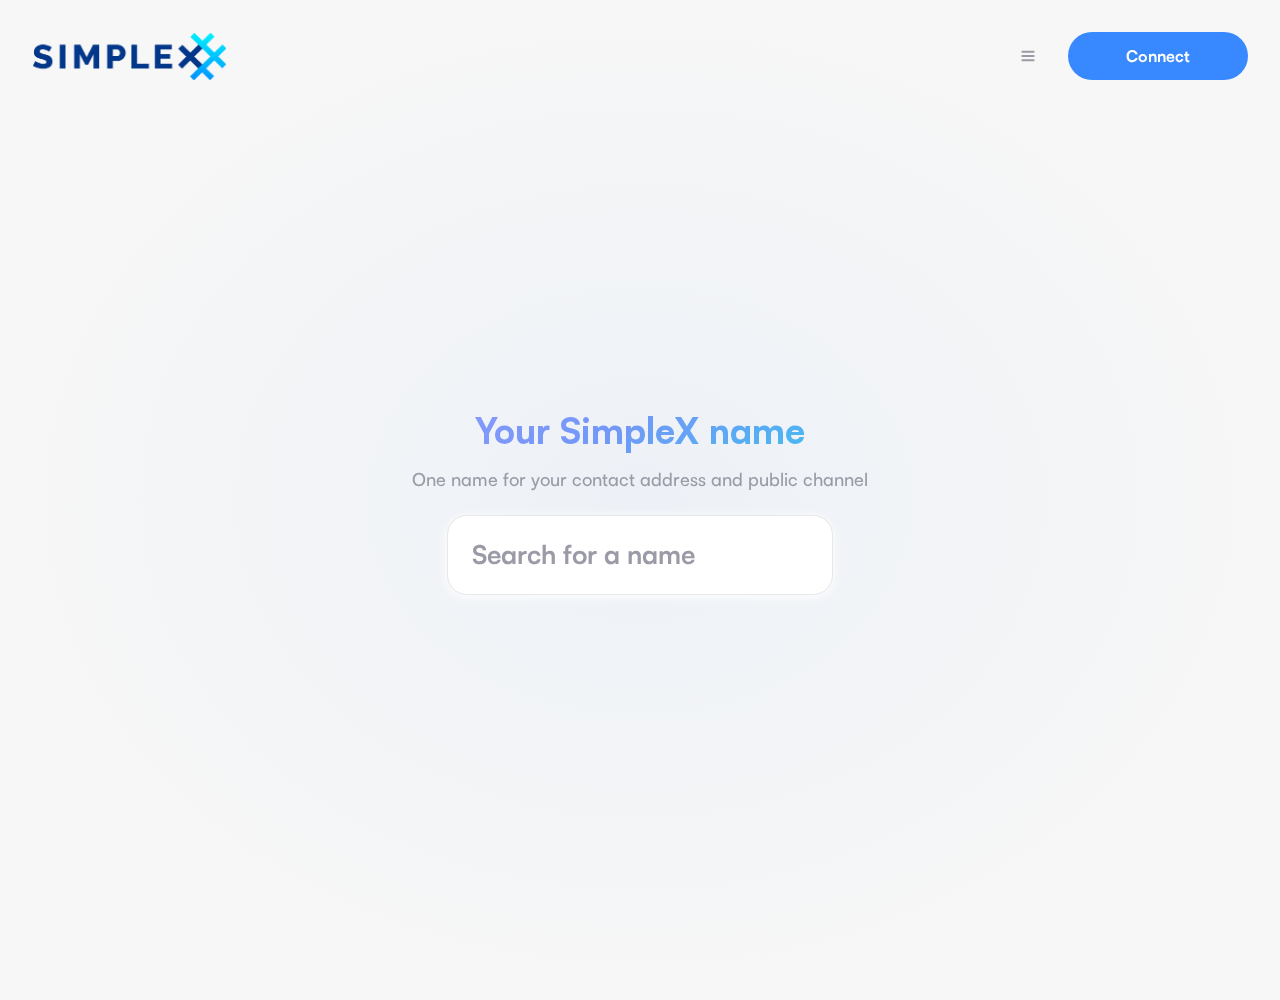 SIMPLEX
Connect
Your SimpleX name
One name for your contact address and public channel
Search for a name